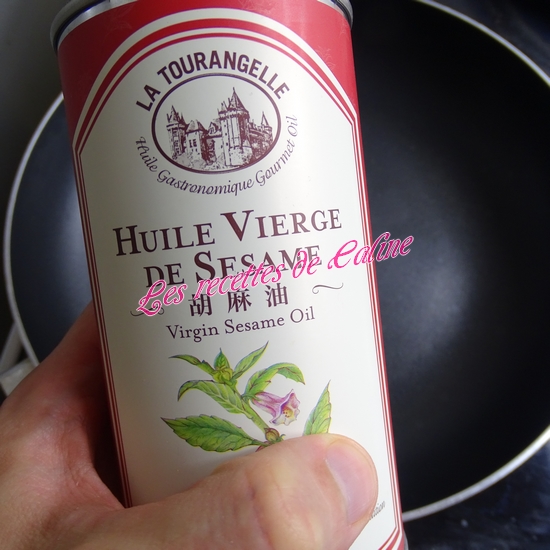 LA TOURANGELLE
Huile Gastronomique Gourmet Oil
HUILE VIERGE
DE SESAME
Les recettes de Caline
胡麻油
Virgin Sesame Oil